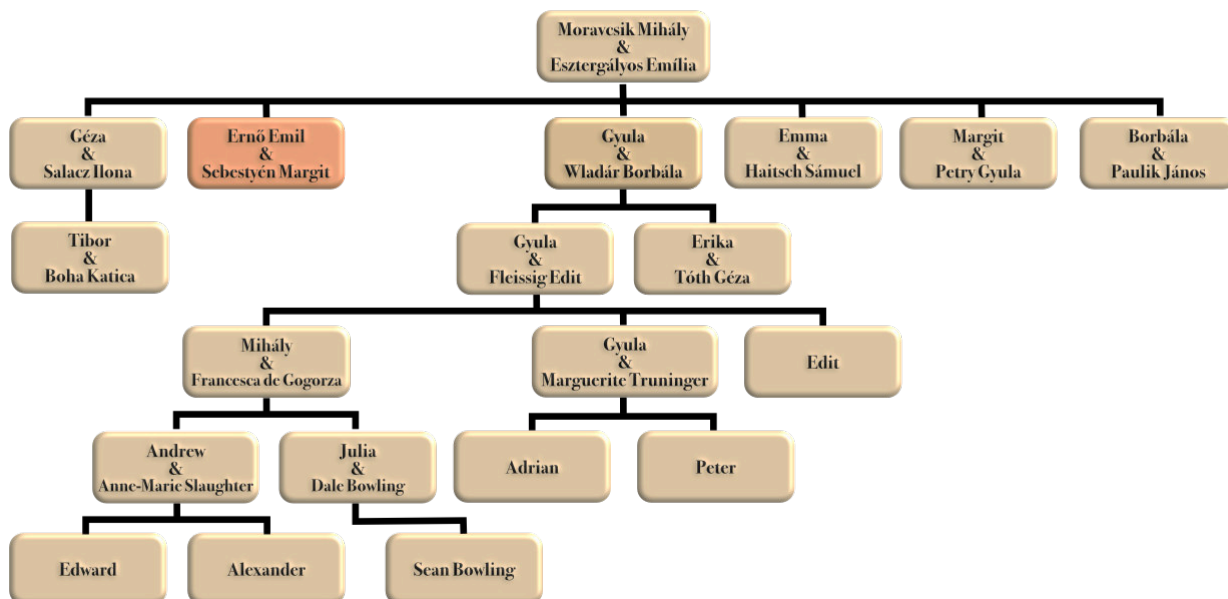 Moravcsik Mihály
&
Esztergályos Emília
Géza
&
Salacz Ilona
Ernő Emil
&
Sebestyén Margit
Gyula
&
Wladár Borbála
Emma
&
Haitsch Sámuel
Margit
&
Petry Gyula
Borbála
&
Paulik János
Tibor
&
Boha Katica
Gyula
&
Fleissig Edit
Erika
&
Tóth Géza
Mihály
&
Francesca de Gogorza
Gyula
&
Marguerite Truninger
Edit
Andrew
&
Anne-Marie Slaughter
Julia
&
Dale Bowling
Adrian
Peter
Edward
Alexander
Sean Bowling